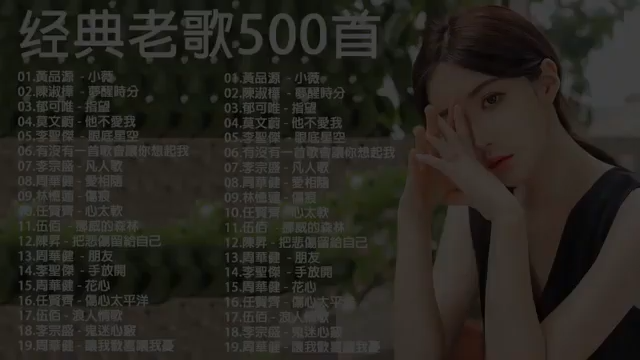 经典老歌500首
01.黃品源 - 小薇
02.陳淑樺 - 夢醒時分
03.郁可唯 - 指望
04.莫文蔚 - 他不愛我
05.李聖傑 - 眼底星空
06.有沒有一首歌會讓你想起我
07.李宗盛 - 凡人歌
08.周華健 - 愛相隨
09.林憶蓮 - 傷痕
10.任賢齊 - 心太軟
11.伍佰 - 挪威的森林
12.陳昇 - 把悲傷留給自己
13.周華健 - 朋友
14.李聖傑 - 手放開
15.周華健 - 花心
16.任賢齊 - 傷心太平洋
17.伍佰 - 浪人情歌
18.李宗盛 - 鬼迷心竅
19.周華健 - 讓我歡喜讓我憂
01.黃品源 - 小薇
02.陳淑樺 - 夢醒時分
03.郁可唯 - 指望
04.莫文蔚 - 他不愛我
05.李聖傑 - 眼底星空
06.有沒有一首歌會讓你想起我
07.李宗盛 - 凡人歌
08.周華健 - 愛相隨
09.林憶蓮 - 傷痕
10.任賢齊 - 心太軟
11.伍佰 - 挪威的森林
12.陳昇 - 把悲傷留給自己
13.周華健 - 朋友
14.李聖傑 - 手放開
15.周華健 - 花心
16.任賢齊 - 傷心太平洋
17.伍佰 - 浪人情歌
18.李宗盛 - 鬼迷心竅
19.周華健 - 讓我歡喜讓我憂